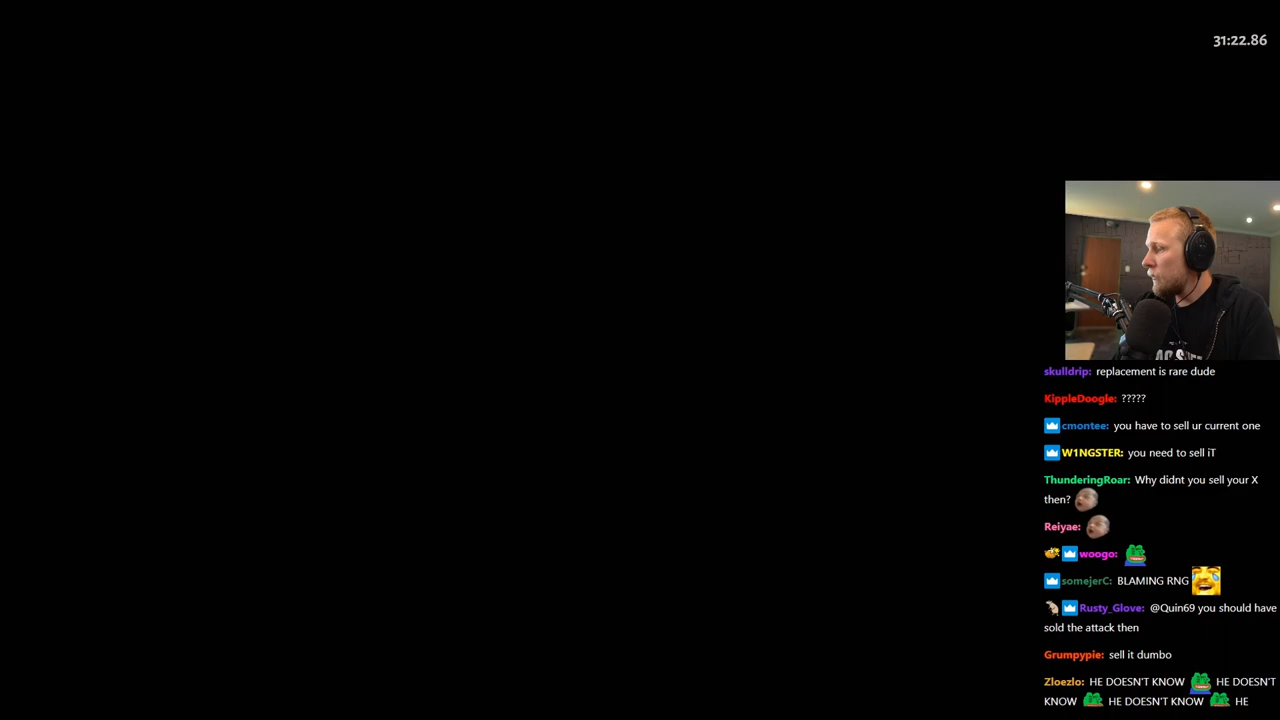 31:22.86
skulldrip: replacement is rare dude
KippleDoogle: ?????
cmontee: you have to sell ur current one
W1NGSTER: you need to sell iT
ThunderingRoar: Why didnt you sell your X
then?
Reiyae:
woogo:
somejerC: BLAMING RNG
Rusty_Glove: @Quin69 you should have
sold the attack then
Grumpypie: sell it dumbo
Zloezlo: HE DOESN'T KNOW HE DOESN'T
KNOW HE DOESN'T KNOW HE